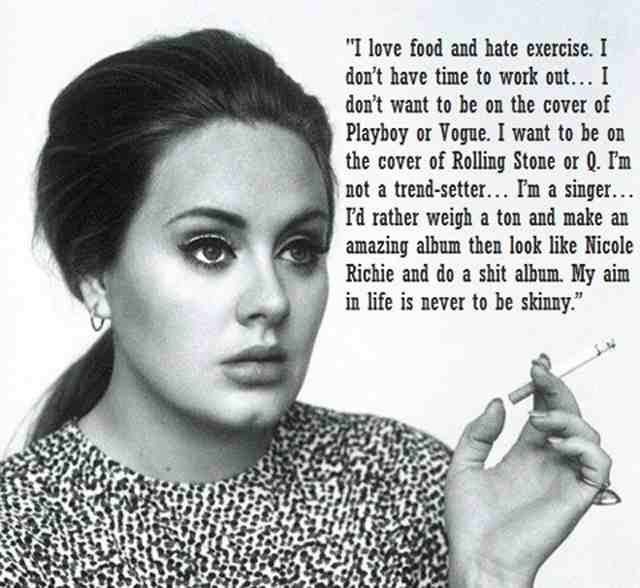 "I love food and hate exercise. I
don't have time to work out... I
don't want to be on the cover of
Playboy or Vogue. I want to be on
the cover of Rolling Stone or Q. I'm
not a trend-setter... I'm a singer...
I'd rather weigh a ton and make an
amazing album then look like Nicole
Richie and do a shit album. My aim
in life is never to be skinny."